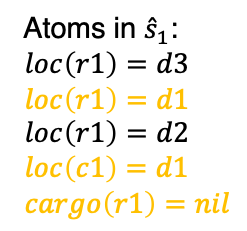 Atoms in ŝ₁:
loc(r1) = d3
loc(r1) = d1
loc(r1) = d2
loc(c1) = d1
cargo(r1) = nil